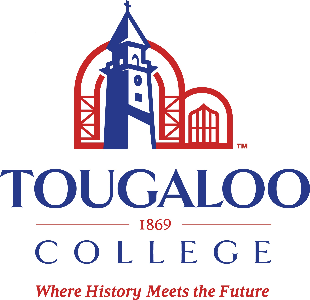 TM
TOUGALOO
1869
COLLEGE
Where History Meets the Future